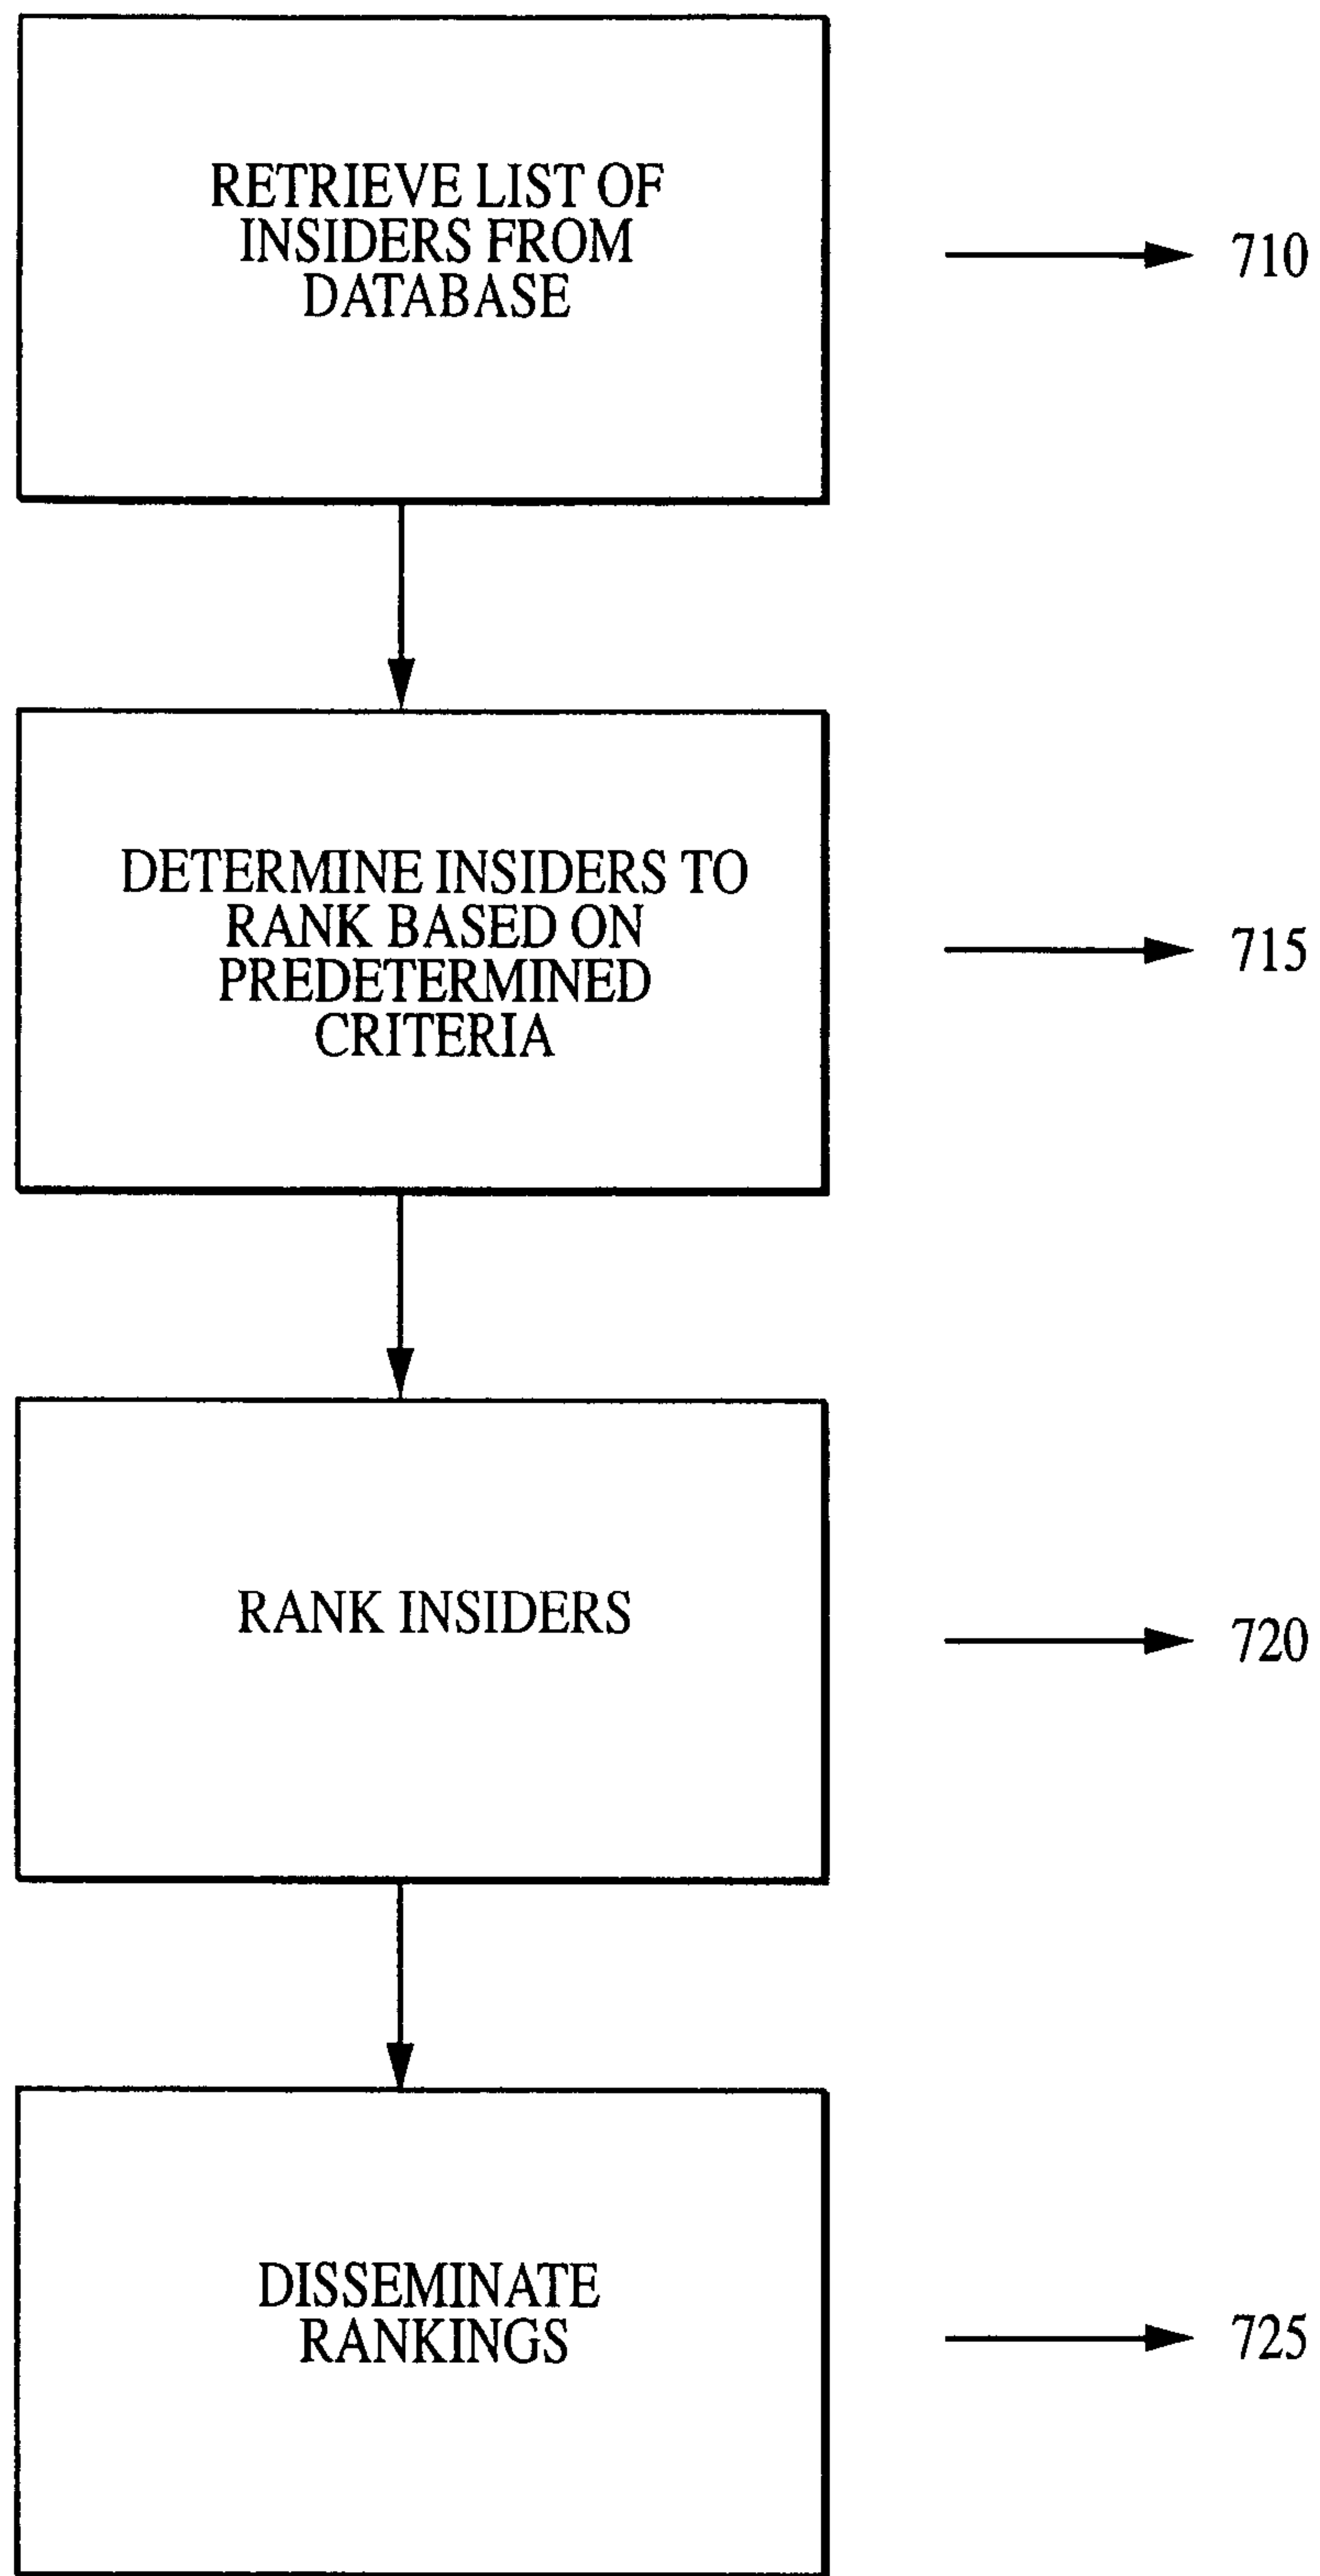 RETRIEVE LIST OF
INSIDERS FROM
DATABASE
710
DETERMINE INSIDERS TO
RANK BASED ON
PREDETERMINED
CRITERIA
715
RANK INSIDERS
720
DISSEMINATE
RANKINGS
725